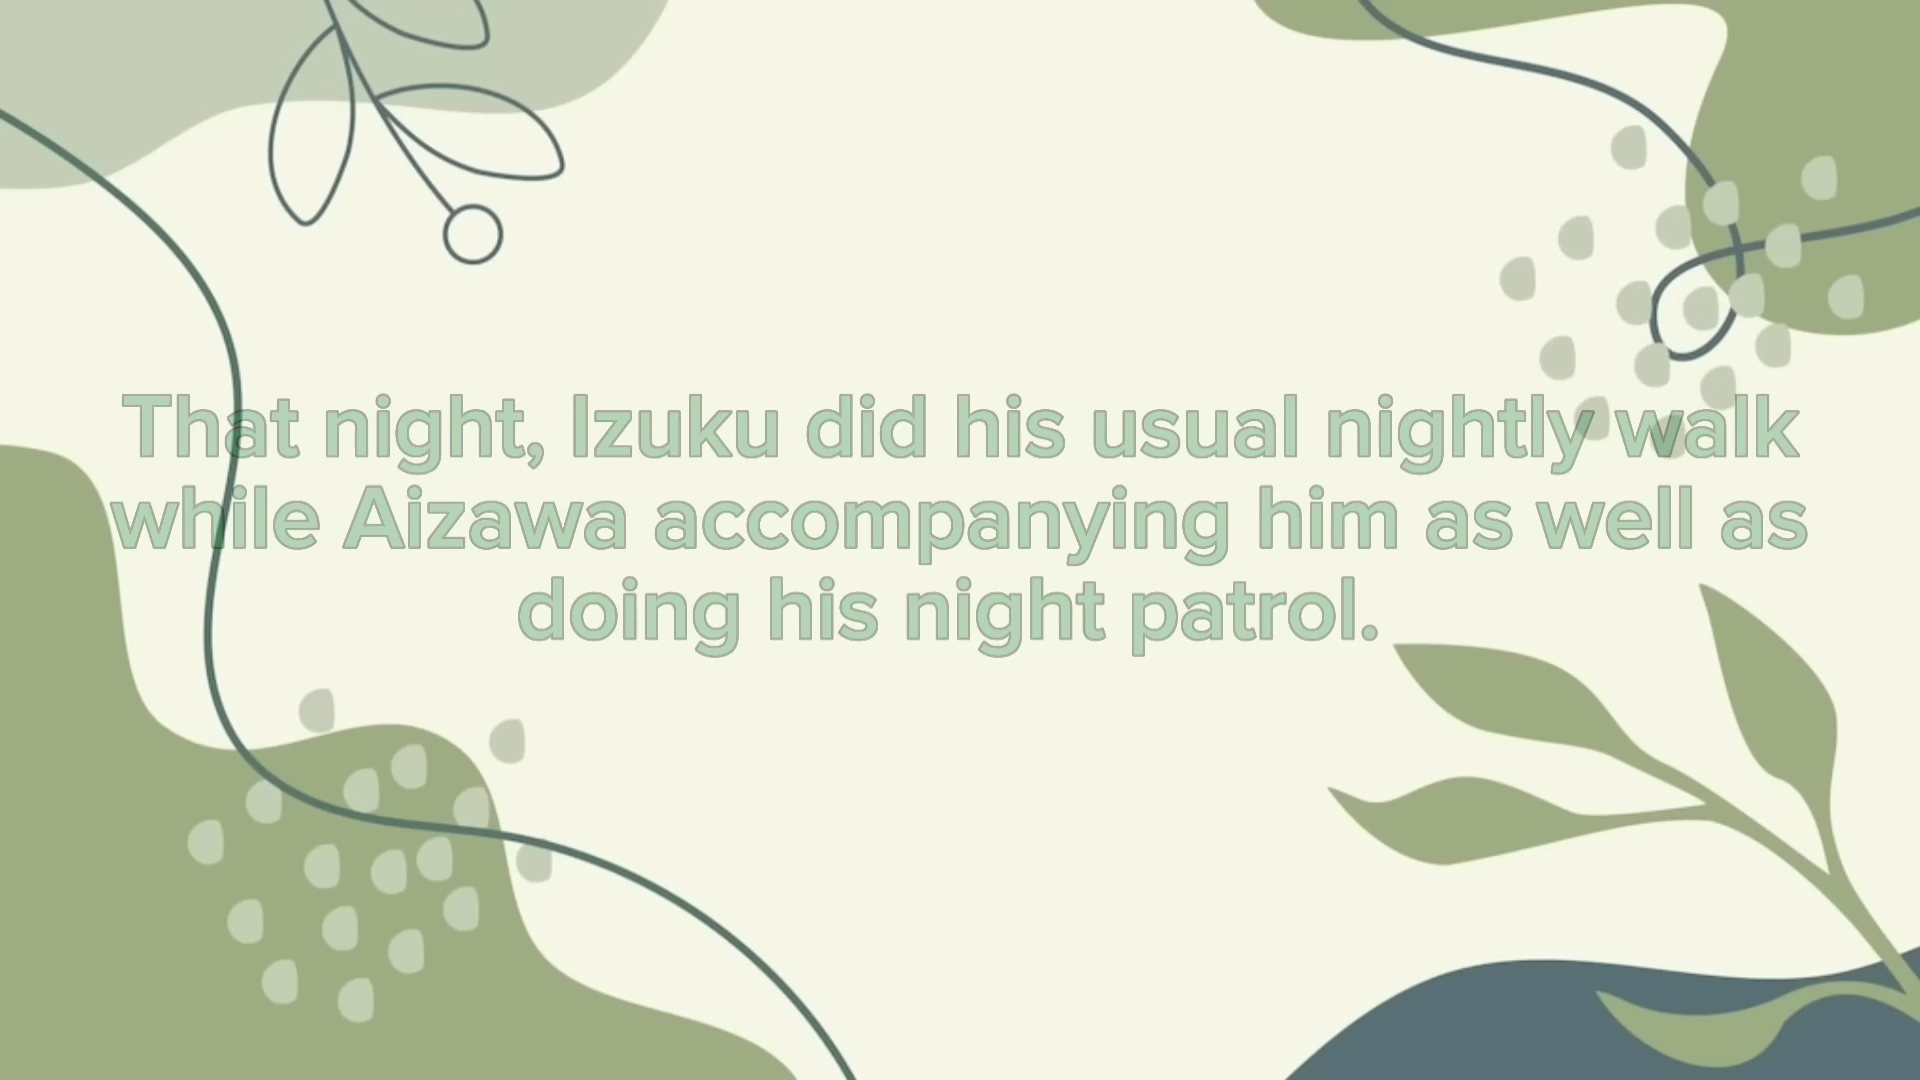 That night, Izuku did his usual nightly walk
while Aizawa accompanying him as well as
doing his night patrol.